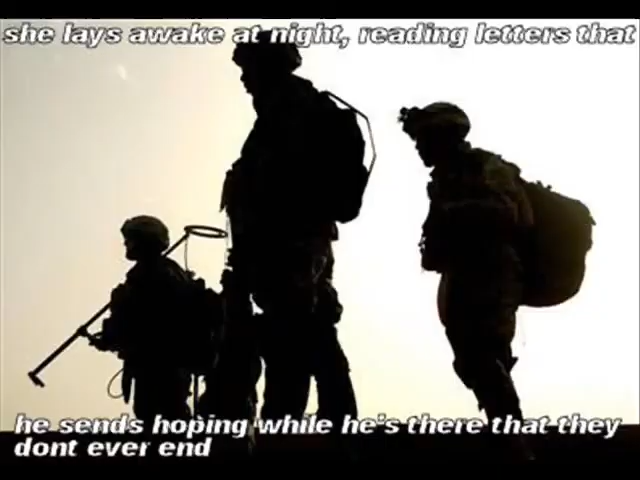 she lays awake at night, reading letters that
he sends hoping while he's there that they
dont ever end